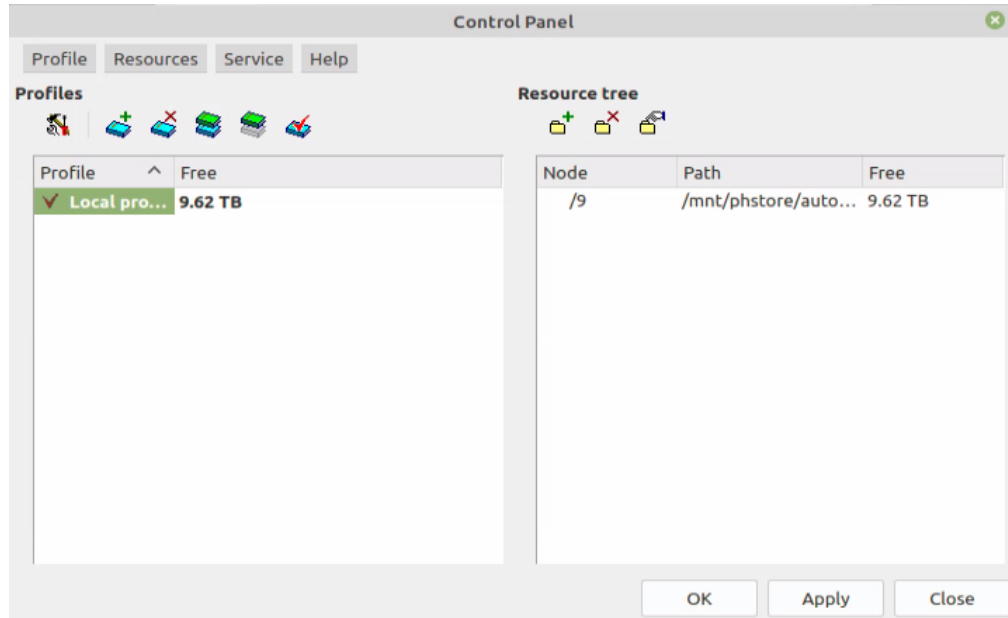 Control Panel
Profile Resources Service Help
Profiles
Resource tree
Profile Free
Local pro... 9.62 TB
Node Path Free
/9 /mnt/phstore/auto... 9.62 TB
OK Apply Close